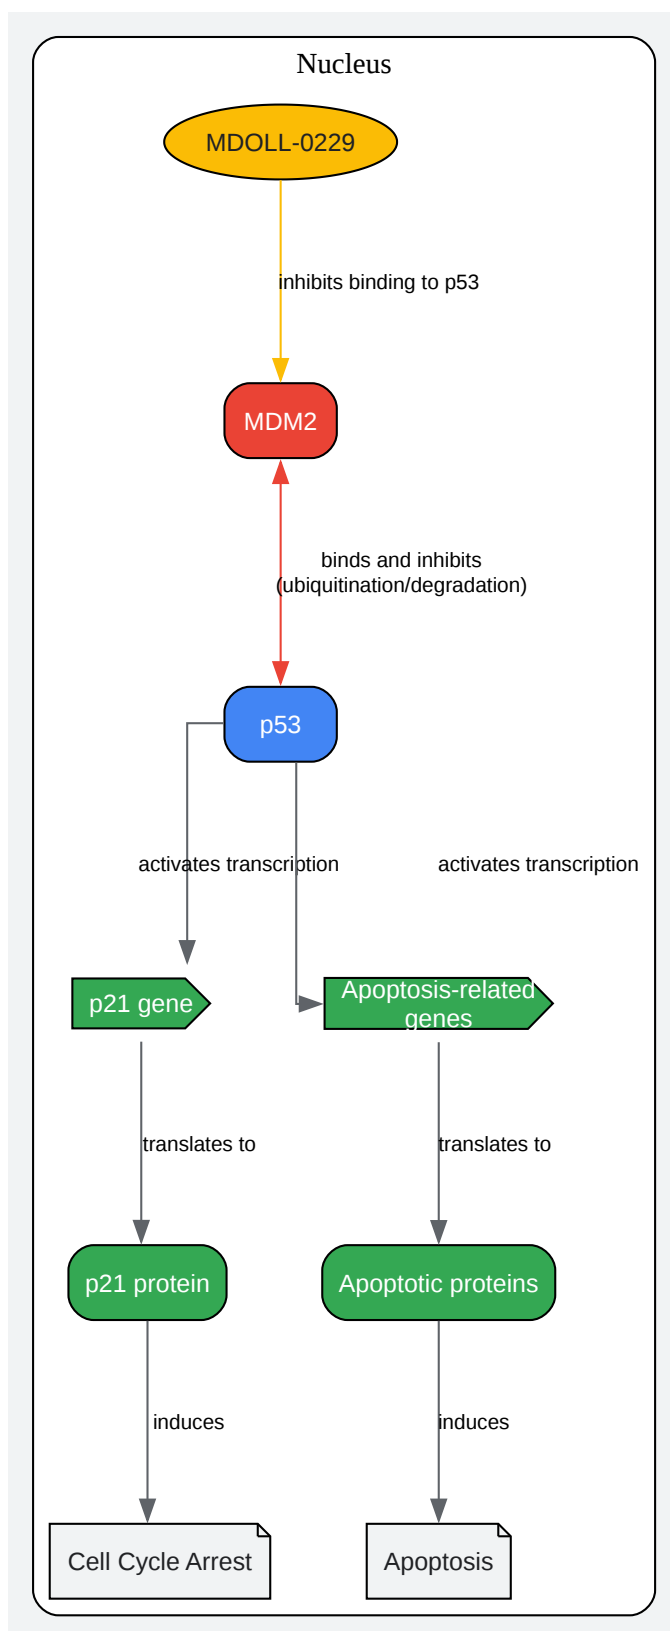 Nucleus
MDOLL-0229
inhibits binding to p53
MDM2
binds and inhibits
(ubiquitination/degradation)
p53
activates transcription
activates transcription
p21 gene
Apoptosis-related
genes
translates to
translates to
p21 protein
Apoptotic proteins
induces
induces
Cell Cycle Arrest
Apoptosis